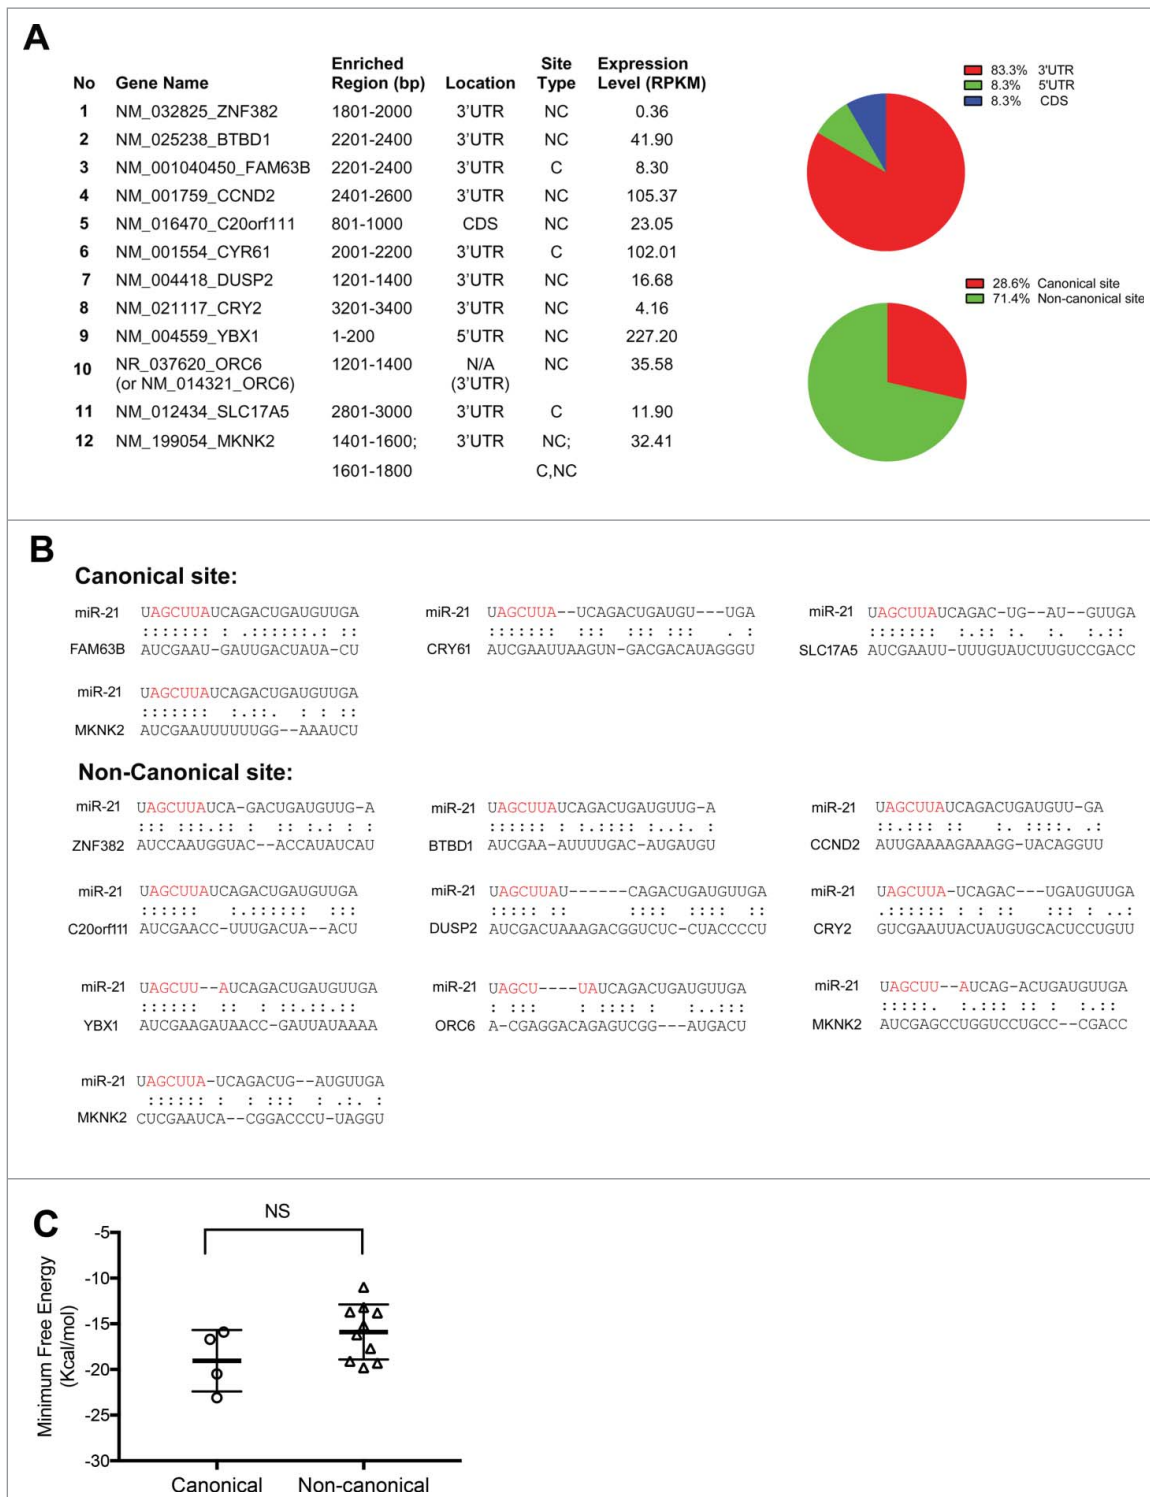 A
No Gene Name Enriched Region (bp) Location Site Type Expression Level (RPKM)
1 NM_032825_ZNF382 1801-2000 3'UTR NC 0.36
2 NM_025238_BTBD1 2201-2400 3'UTR NC 41.90
3 NM_001040450_FAM63B 2201-2400 3'UTR C 8.30
4 NM_001759_CCND2 2401-2600 3'UTR NC 105.37
5 NM_016470_C20orf111 801-1000 CDS NC 23.05
6 NM_001554_CYR61 2001-2200 3'UTR C 102.01
7 NM_004418_DUSP2 1201-1400 3'UTR NC 16.68
8 NM_021117_CRY2 3201-3400 3'UTR NC 4.16
9 NM_004559_YBX1 1-200 5'UTR NC 227.20
10 NR_037620_ORC6 1201-1400 N/A NC 35.58
(or NM_014321_ORC6) (3'UTR)
11 NM_012434_SLC17A5 2801-3000 3'UTR C 11.90
12 NM_199054_MKNK2 1401-1600; 3'UTR NC; 32.41
1601-1800 C,NC
83.3% 3'UTR
8.3% 5'UTR
8.3% CDS
28.6% Canonical site
71.4% Non-canonical site
B
Canonical site:
miR-21 UAGCUUAUCAGACUGAUGUUGA
::::::: : .::::::.: ::
FAM63B AUCGAAU-GAUUGACUAUA-CU
miR-21 UAGCUUA--UCAGACUGAUGU---UGA
::::::: ::: :: ::: . :
CRY61 AUCGAAUUAAGUN-GACGACAUAGGGU
miR-21 UAGCUUAUCAGAC-UG--AU--GUUGA
::::::: :.:: :. :. :.::
SLC17A5 AUCGAAUU-UUUGUAUCUUGUCCGACC
miR-21 UAGCUUAUCAGACUGAUGUUGA
::::::: :.::. : : ::
MKNK2 AUCGAAUUUUUUGG--AAAUCU
Non-Canonical site:
miR-21 UAGCUUAUCA-GACUGAUGUUG-A
::: :::.: : :: :.: : :
ZNF382 AUCCAAUGGUAC--ACCAUAUCAU
miR-21 UAGCUUAUCAGACUGAUGUUG-A
:::::: : :.:::: :..:. :
BTBD1 AUCGAA-AUUUUGAC-AUGAUGU
miR-21 UAGCUUAUCAGACUGAUGUU-GA
::.:::: :: :. ::::. .:
CCND2 AUUGAAAAGAAAGG-UACAGGUU
miR-21 UAGCUUAUCAGACUGAUGUUGA
:::::: :.:::::: :::
C20orf111 AUCGAACC-UUUGACUA--ACU
miR-21 UAGCUUAU------CAGACUGAUGUUGA
::::: :: :::: :::: ::
DUSP2 AUCGACUAAAGACGGUCUC-CUACCCCU
miR-21 UAGCUUA-UCAGAC---UGAUGUUGA
.:::::: : : :: ::: : ..:
CRY2 GUCGAAUUACUAUGUGCACUCCUGUU
miR-21 UAGCUU--AUCAGACUGAUGUUGA
:::::: :: : :::.::.:
YBX1 AUCGAAGAUAACC-GAUUAUAAAA
miR-21 UAGCU----UAUCAGACUGAUGUUGA
: ::: : :.:::: : ::::
ORC6 A-CGAGGACAGAGUCGG---AUGACU
miR-21 UAGCUU--AUCAG-ACUGAUGUUGA
:::::. .:::: :: : :.::
MKNK2 AUCGAGCCUGGUCCUGCC--CGACC
miR-21 UAGCUUA-UCAGACUG--AUGUUGA
:::::: : ::: : .:. :
MKNK2 CUCGAAUCA--CGGACCCU-UAGGU
C
NS
Minimum Free Energy
(Kcal/mol)
-5
-10
-15
-20
-25
-30
Canonical Non-canonical